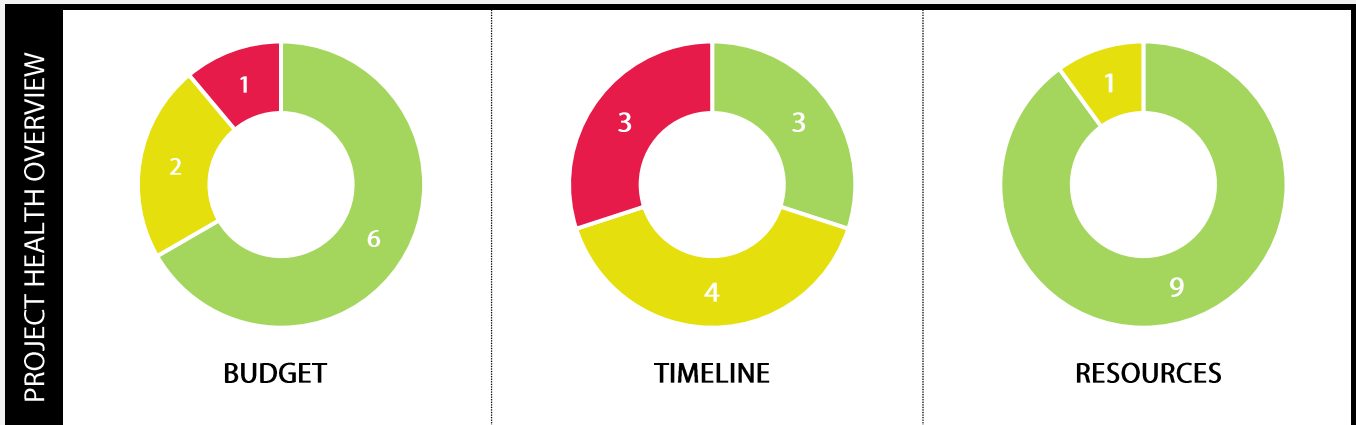 PROJECT HEALTH OVERVIEW
1
2
6
BUDGET
3
3
4
TIMELINE
1
9
RESOURCES